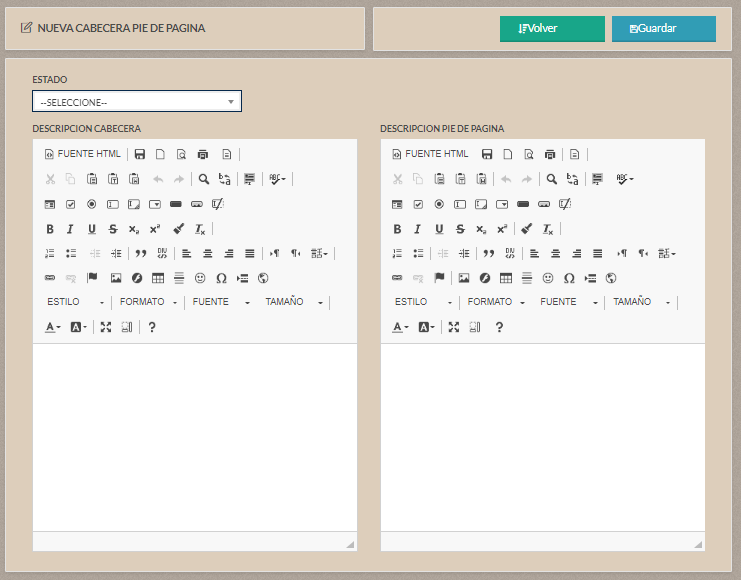 NUEVA CABECERA PIE DE PAGINA
Volver
Guardar
ESTADO
--SELECCIONE--
DESCRIPCION CABECERA
DESCRIPCION PIE DE PAGINA
FUENTE HTML
ESTILO FORMATO FUENTE TAMAÑO
FUENTE HTML
ESTILO FORMATO FUENTE TAMAÑO